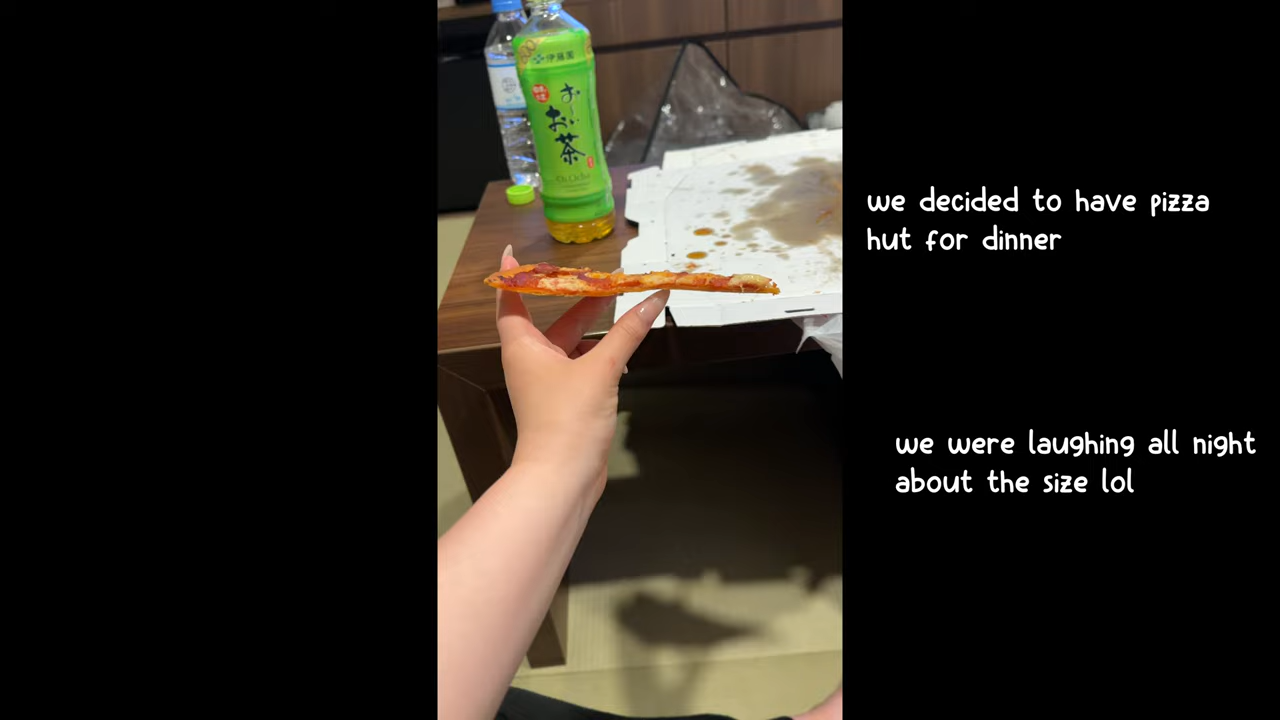 伊藤園
お〜い
お茶
we decided to have pizza
hut for dinner
we were laughing all night
about the size lol